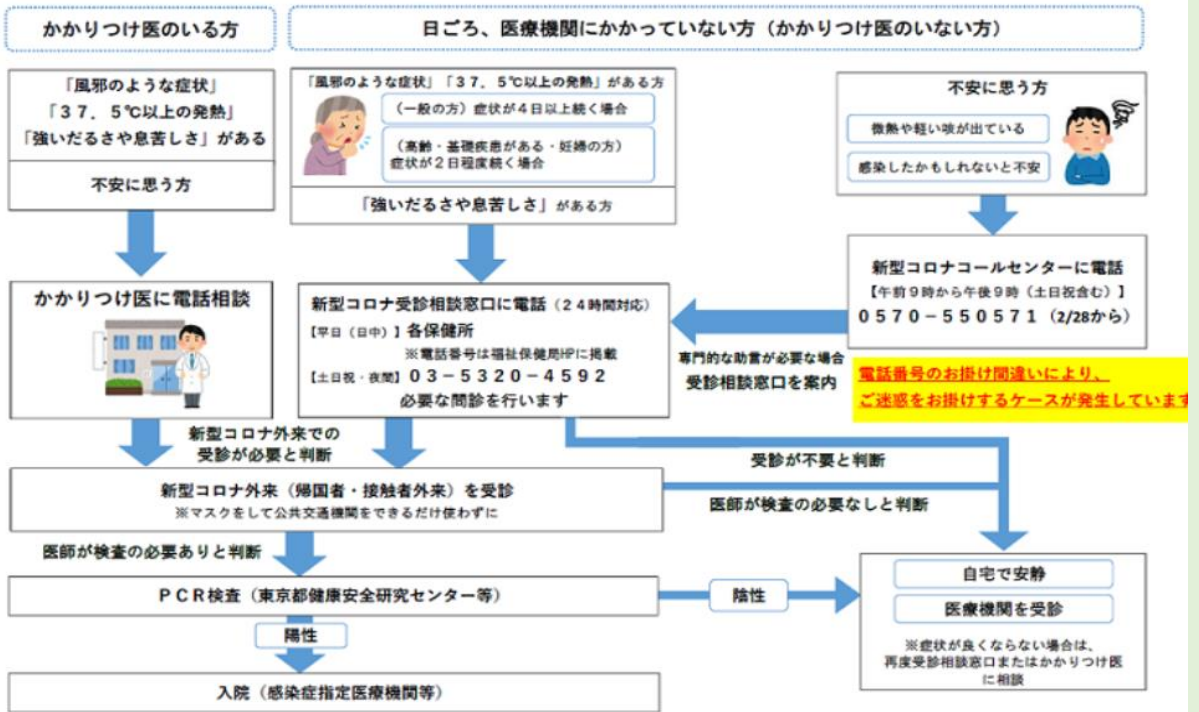 かかりつけ医のいる方
日ごろ、医療機関にかかっていない方（かかりつけ医のいない方）
「風邪のような症状」
「３７．５℃以上の発熱」
「強いだるさや息苦しさ」がある
不安に思う方
「風邪のような症状」「３７．５℃以上の発熱」がある方
（一般の方）症状が４日以上続く場合
（高齢・基礎疾患がある・妊婦の方）
症状が２日程度続く場合
「強いだるさや息苦しさ」がある方
不安に思う方
微熱や軽い咳が出ている
感染したかもしれないと不安
かかりつけ医に電話相談
新型コロナ受診相談窓口に電話（２４時間対応）
【平日（日中）】各保健所
※電話番号は福祉保健局HPに掲載
【土日祝・夜間】０３－５３２０－４５９２
必要な問診を行います
新型コロナコールセンターに電話
【午前９時から午後９時（土日祝含む）】
０５７０－５５０５７１（2/28から）
専門的な助言が必要な場合
受診相談窓口を案内
電話番号のお掛け間違いにより、
ご迷惑をお掛けするケースが発生しています
新型コロナ外来での
受診が必要と判断
受診が不要と判断
新型コロナ外来（帰国者・接触者外来）を受診
※マスクをして公共交通機関をできるだけ使わずに
医師が検査の必要なしと判断
医師が検査の必要ありと判断
ＰＣＲ検査（東京都健康安全研究センター等）
陰性
陽性
入院（感染症指定医療機関等）
自宅で安静
医療機関を受診
※症状が良くならない場合は、
再度受診相談窓口またはかかりつけ医
に相談